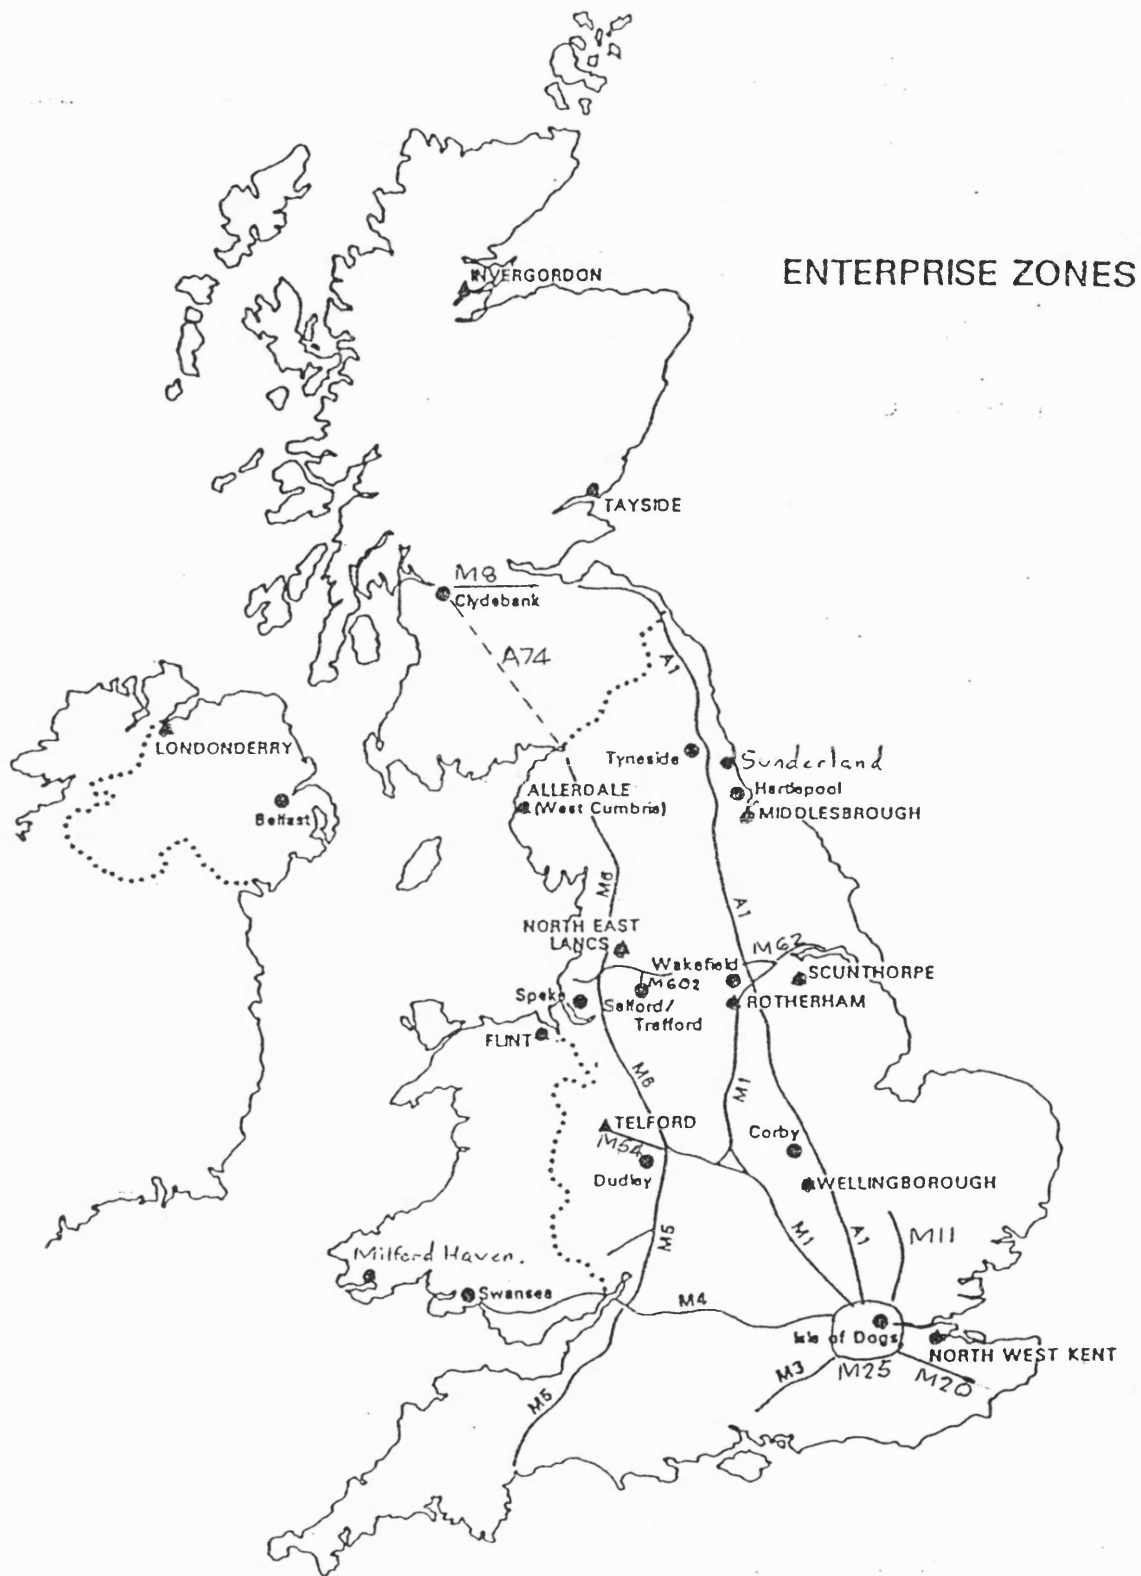 ENTERPRISE ZONES
INVERGORDON
TAYSIDE
M8
Clydebank
A74
A1
LONDONDERRY
Belfast
Tyneside
Sunderland
Hartlepool
MIDDLESBROUGH
ALLERDALE
(West Cumbria)
M6
A1
NORTH EAST
LANCS
M62
Wakefield
SCUNTHORPE
M602
ROTHERHAM
Speke
Salford/
Trafford
FLINT
M6
M1
TELFORD
M54
Dudley
Corby
WELLINGBOROUGH
M5
M1
A1
M11
Milford Haven.
Swansea
M4
Isle of Dogs
NORTH WEST KENT
M3
M25
M20
M5